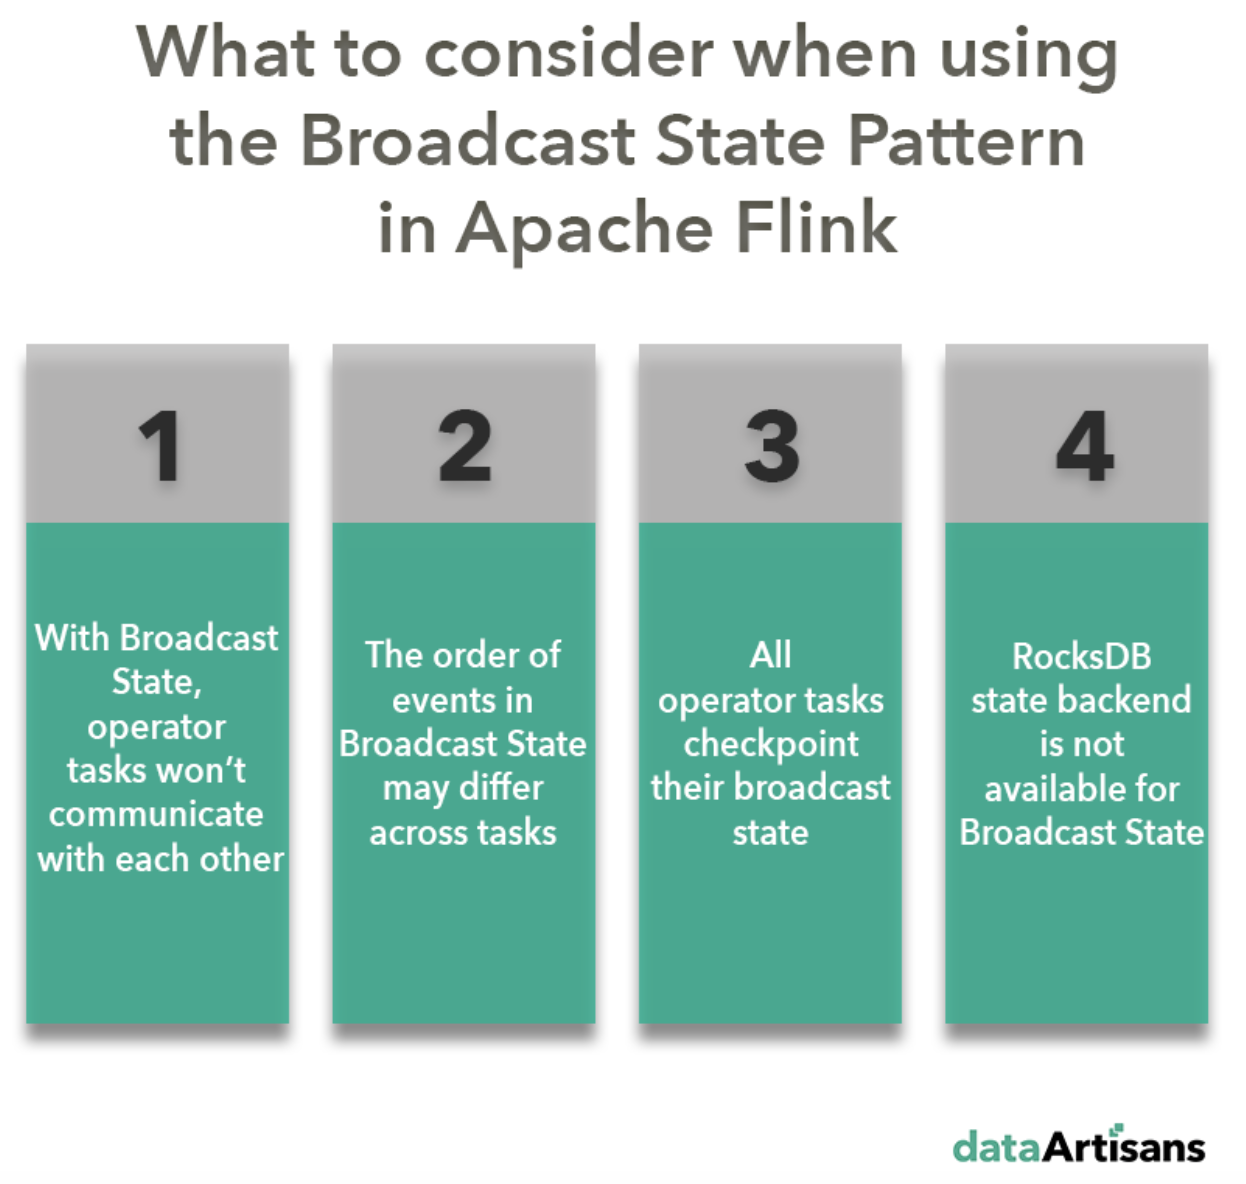 What to consider when using
the Broadcast State Pattern
in Apache Flink
1
With Broadcast
State,
operator
tasks won't
communicate
with each other
2
The order of
events in
Broadcast State
may differ
across tasks
3
All
operator tasks
checkpoint
their broadcast
state
4
RocksDB
state backend
is not
available for
Broadcast State
dataArtisans